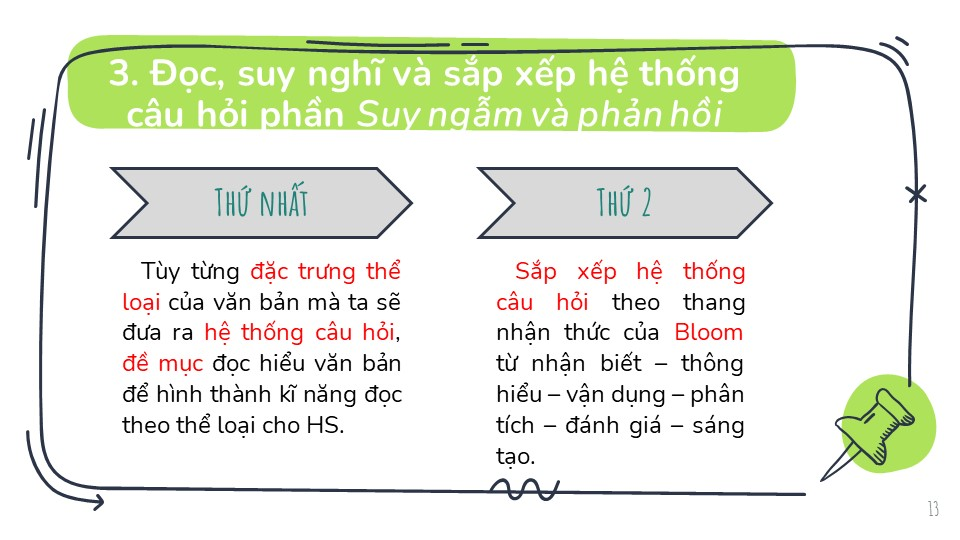 3. Đọc, suy nghĩ và sắp xếp hệ thống
câu hỏi phần Suy ngẫm và phản hồi
Thứ nhất
Tùy từng đặc trưng thể
loại của văn bản mà ta sẽ
đưa ra hệ thống câu hỏi,
đề mục đọc hiểu văn bản
để hình thành kĩ năng đọc
theo thể loại cho HS.
Thứ 2
Sắp xếp hệ thống
câu hỏi theo thang
nhận thức của Bloom
từ nhận biết – thông
hiểu – vận dụng – phân
tích – đánh giá – sáng
tạo.
13